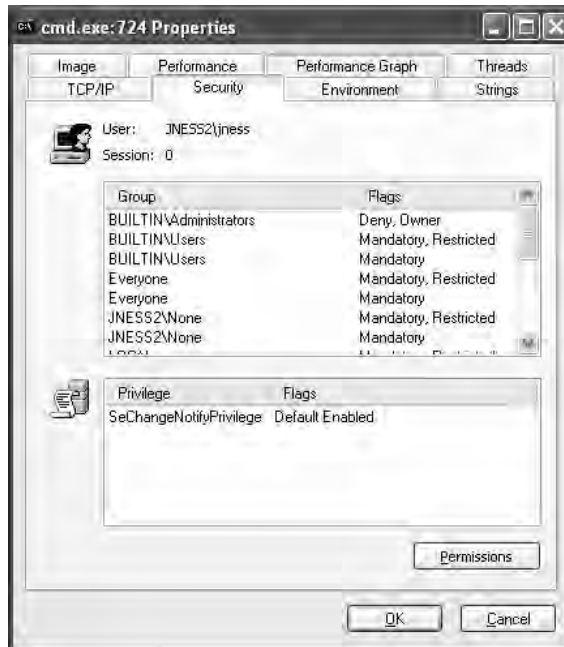 cmd.exe:724 Properties
Image Performance Performance Graph Threads
TCP/IP Security Environment Strings
User: JNESS2\jness
Session: 0
Group Flags
BUILTIN\Administrators Deny, Owner
BUILTIN\Users Mandatory, Restricted
BUILTIN\Users Mandatory
Everyone Mandatory, Restricted
Everyone Mandatory
JNESS2\None Mandatory, Restricted
JNESS2\None Mandatory
Privilege Flags
SeChangeNotifyPrivilege Default Enabled
Permissions
OK Cancel